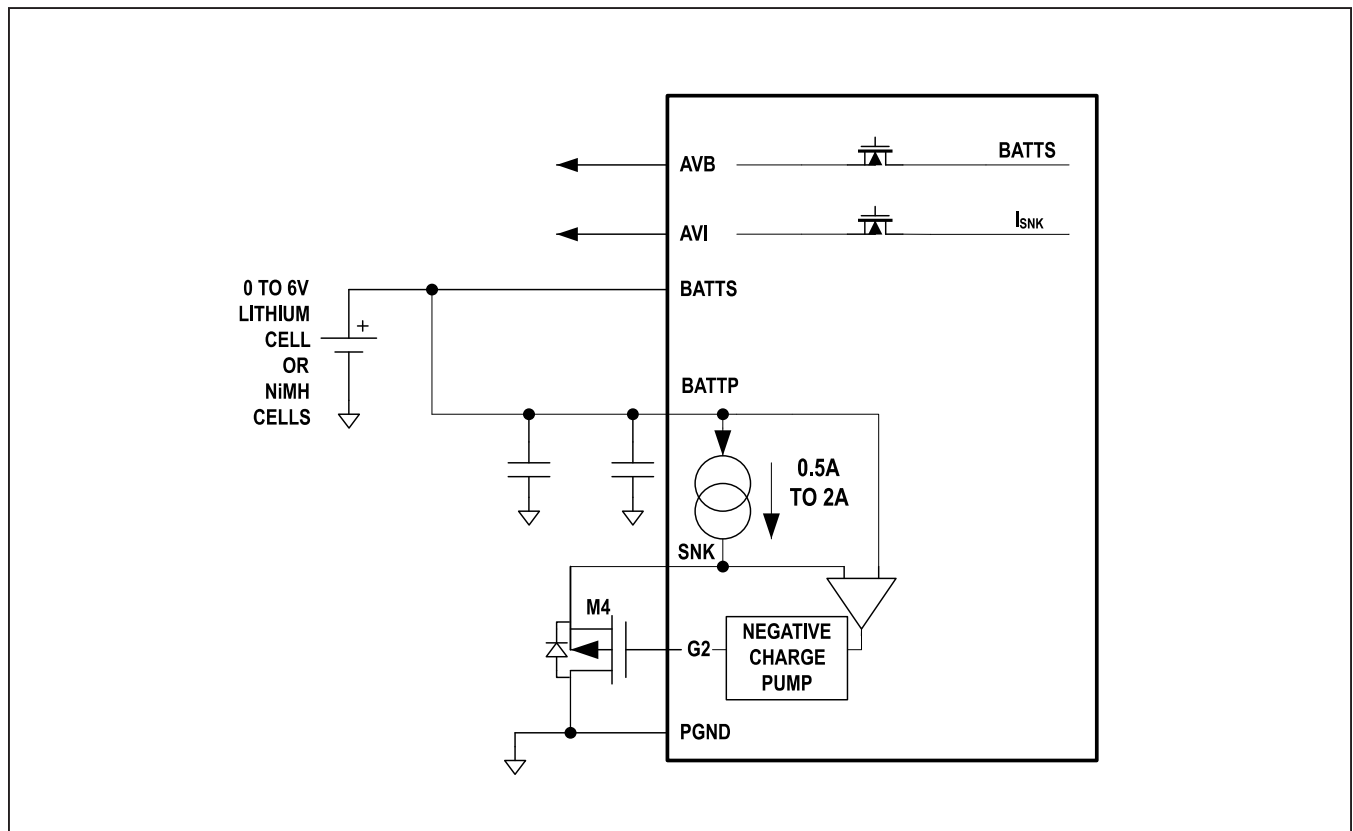 AVB
BATTS
AVI
ISNK
BATTS
0 TO 6V
LITHIUM
CELL
OR
NiMH
CELLS
+
BATTP
0.5A
TO 2A
SNK
M4
G2
NEGATIVE
CHARGE
PUMP
PGND